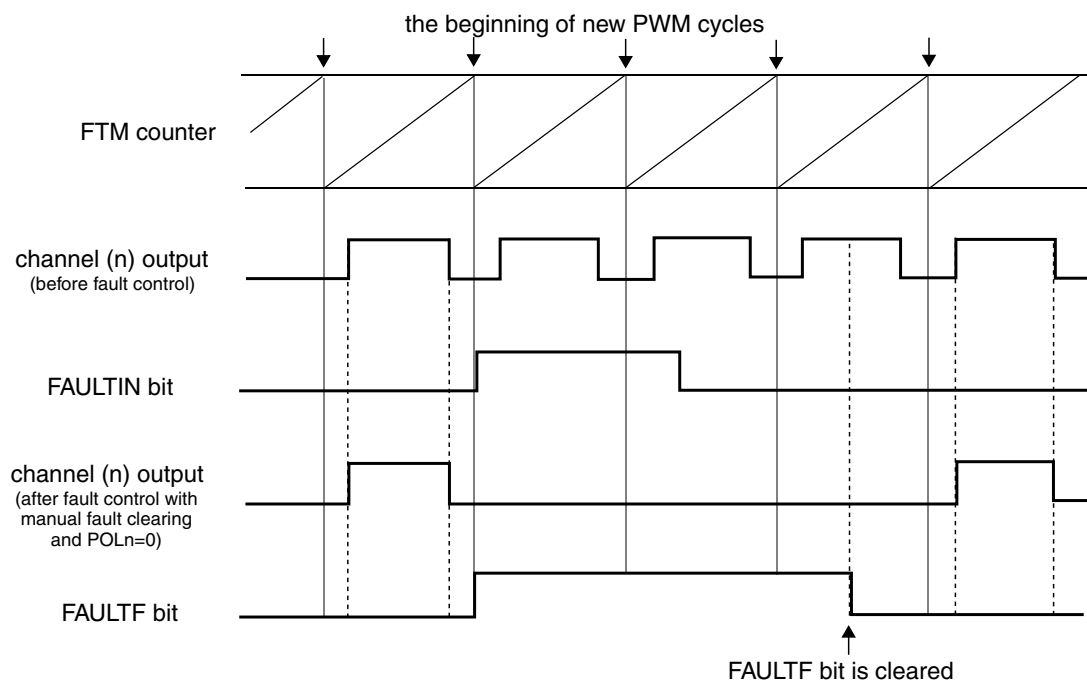 the beginning of new PWM cycles
FTM counter
channel (n) output
(before fault control)
FAULTIN bit
channel (n) output
(after fault control with
manual fault clearing
and POLn=0)
FAULTF bit
FAULTF bit is cleared